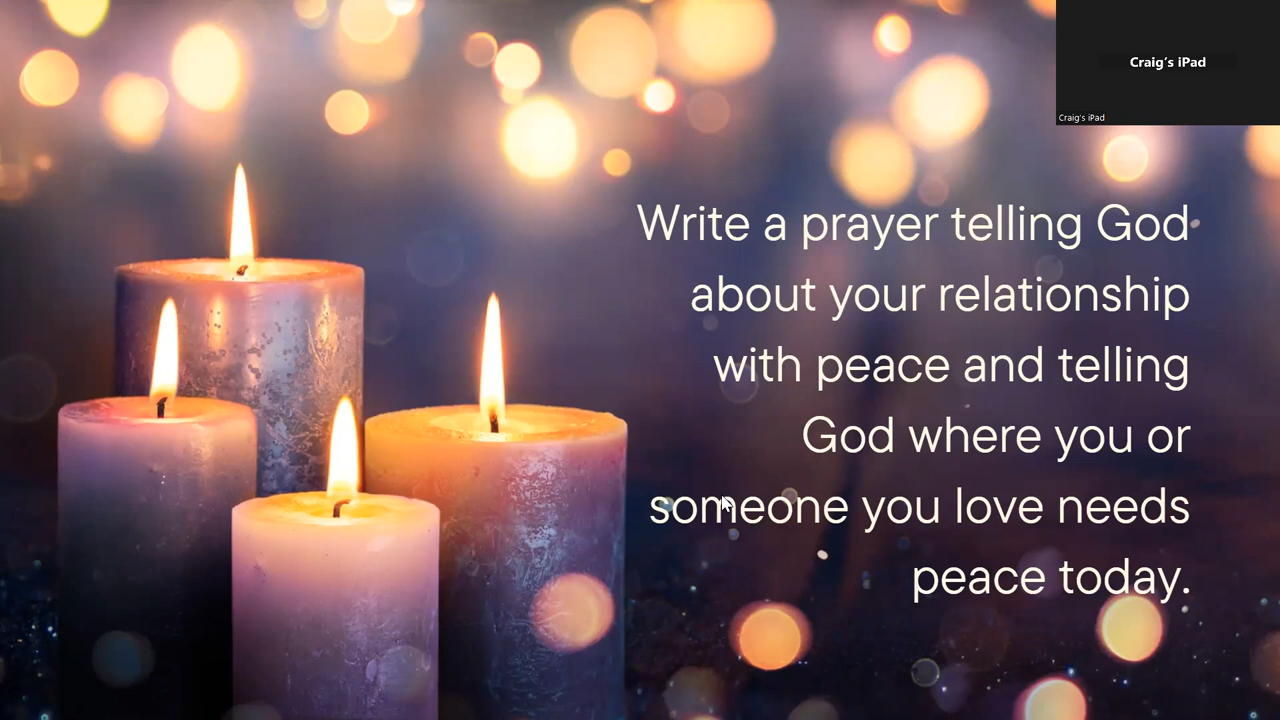 Craig's iPad
Craig's iPad
Write a prayer telling God
about your relationship
with peace and telling
God where you or
someone you love needs
peace today.